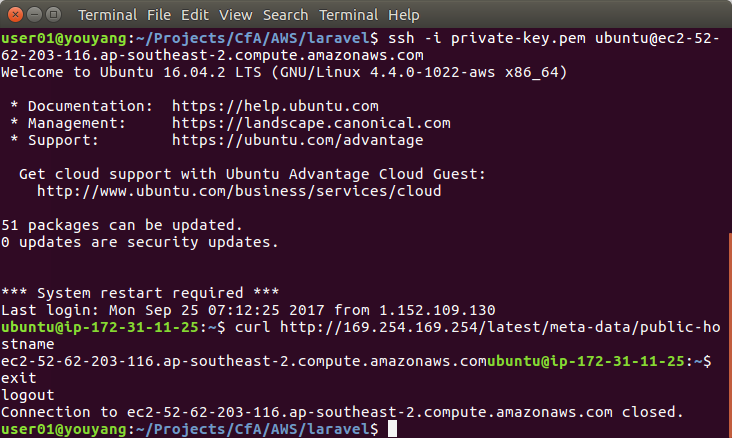 Terminal Terminal File Edit View Search Terminal Help
user01@youyang:~/Projects/CfA/AWS/laravel$ ssh -i private-key.pem ubuntu@ec2-52-
62-203-116.ap-southeast-2.compute.amazonaws.com
Welcome to Ubuntu 16.04.2 LTS (GNU/Linux 4.4.0-1022-aws x86_64)
* Documentation:  https://help.ubuntu.com
* Management:     https://landscape.canonical.com
* Support:        https://ubuntu.com/advantage
Get cloud support with Ubuntu Advantage Cloud Guest:
http://www.ubuntu.com/business/services/cloud
51 packages can be updated.
0 updates are security updates.
*** System restart required ***
Last login: Mon Sep 25 07:12:25 2017 from 1.152.109.130
ubuntu@ip-172-31-11-25:~$ curl http://169.254.169.254/latest/meta-data/public-ho
stname
ec2-52-62-203-116.ap-southeast-2.compute.amazonaws.comubuntu@ip-172-31-11-25:~$
exit
logout
Connection to ec2-52-62-203-116.ap-southeast-2.compute.amazonaws.com closed.
user01@youyang:~/Projects/CfA/AWS/laravel$